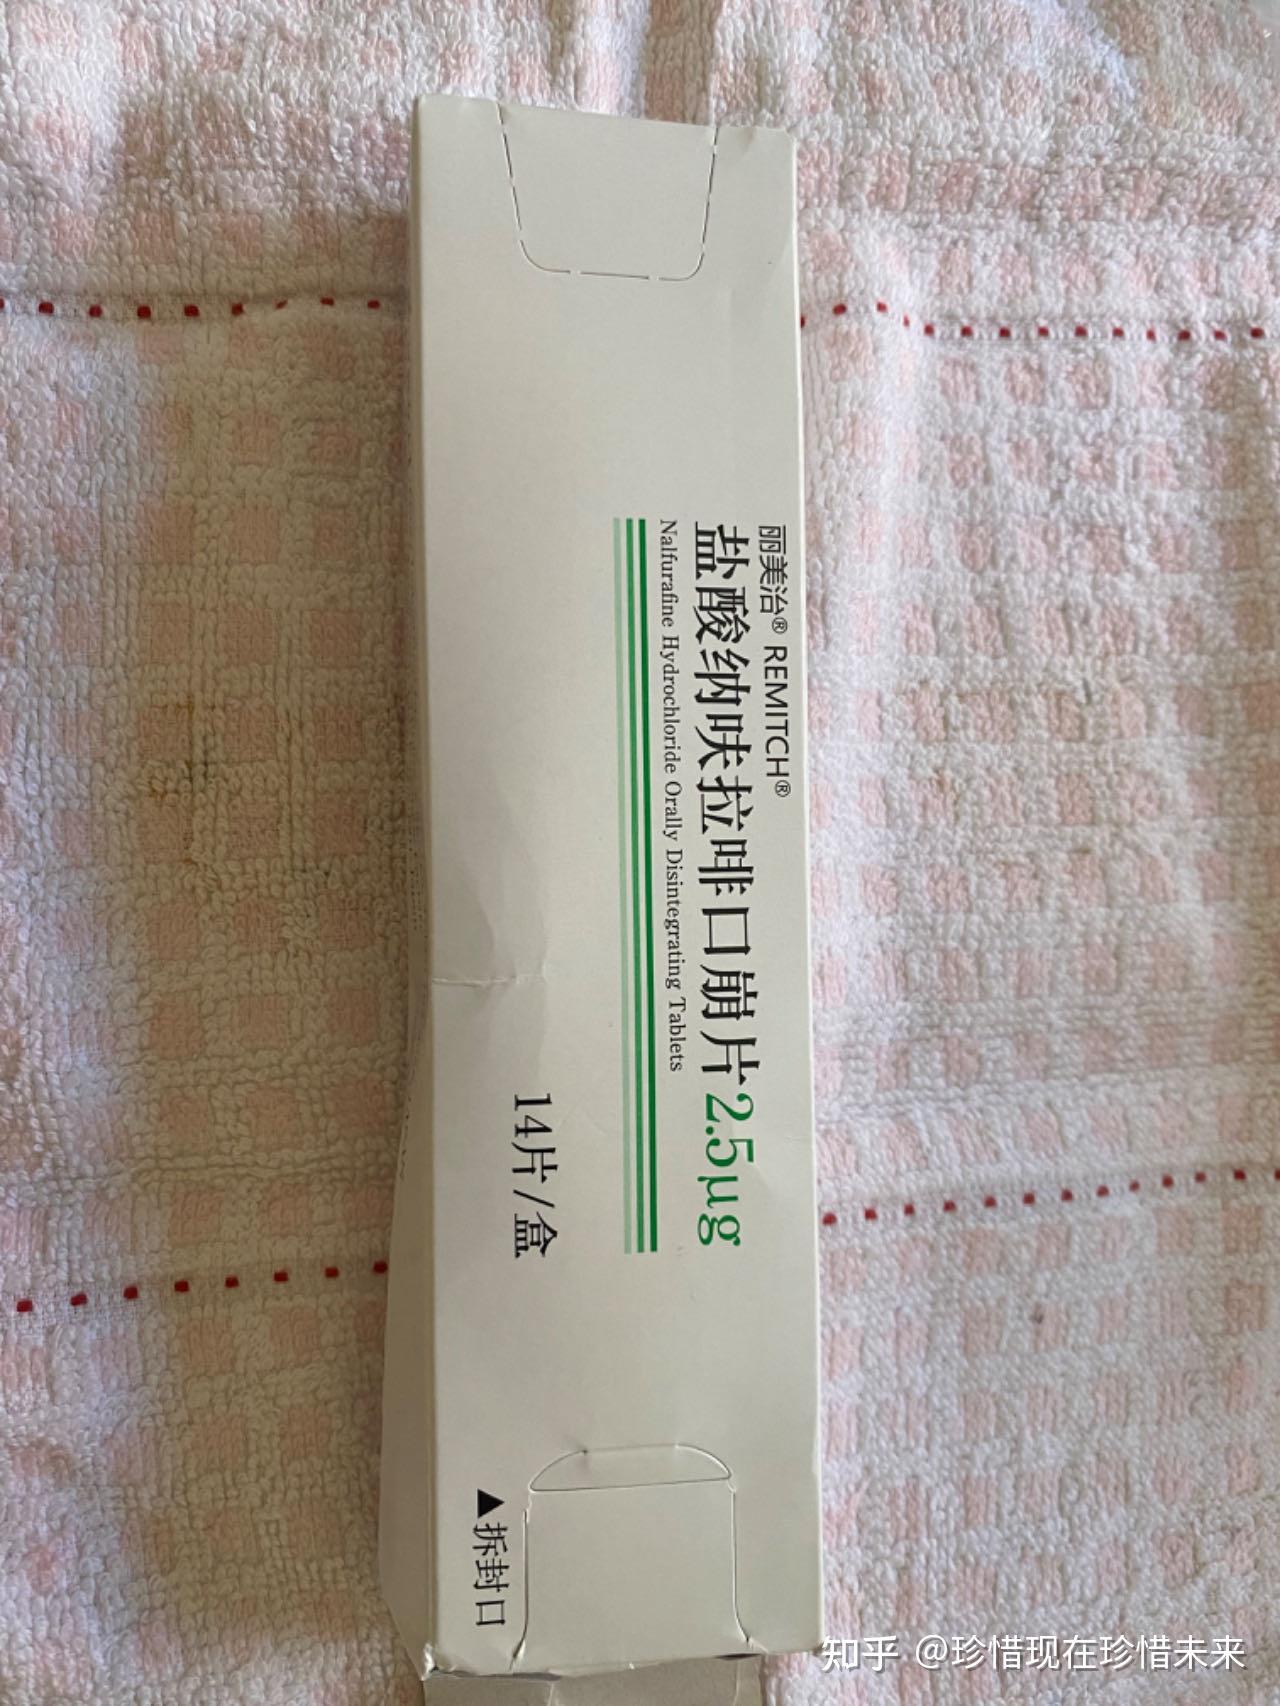 丽美治® REMITCH®
盐酸纳呋拉啡口崩片2.5μg
Nalfurafine Hydrochloride Orally Disintegrating Tablets
14片/盒
▲拆封口
知乎 @珍惜现在珍惜未来